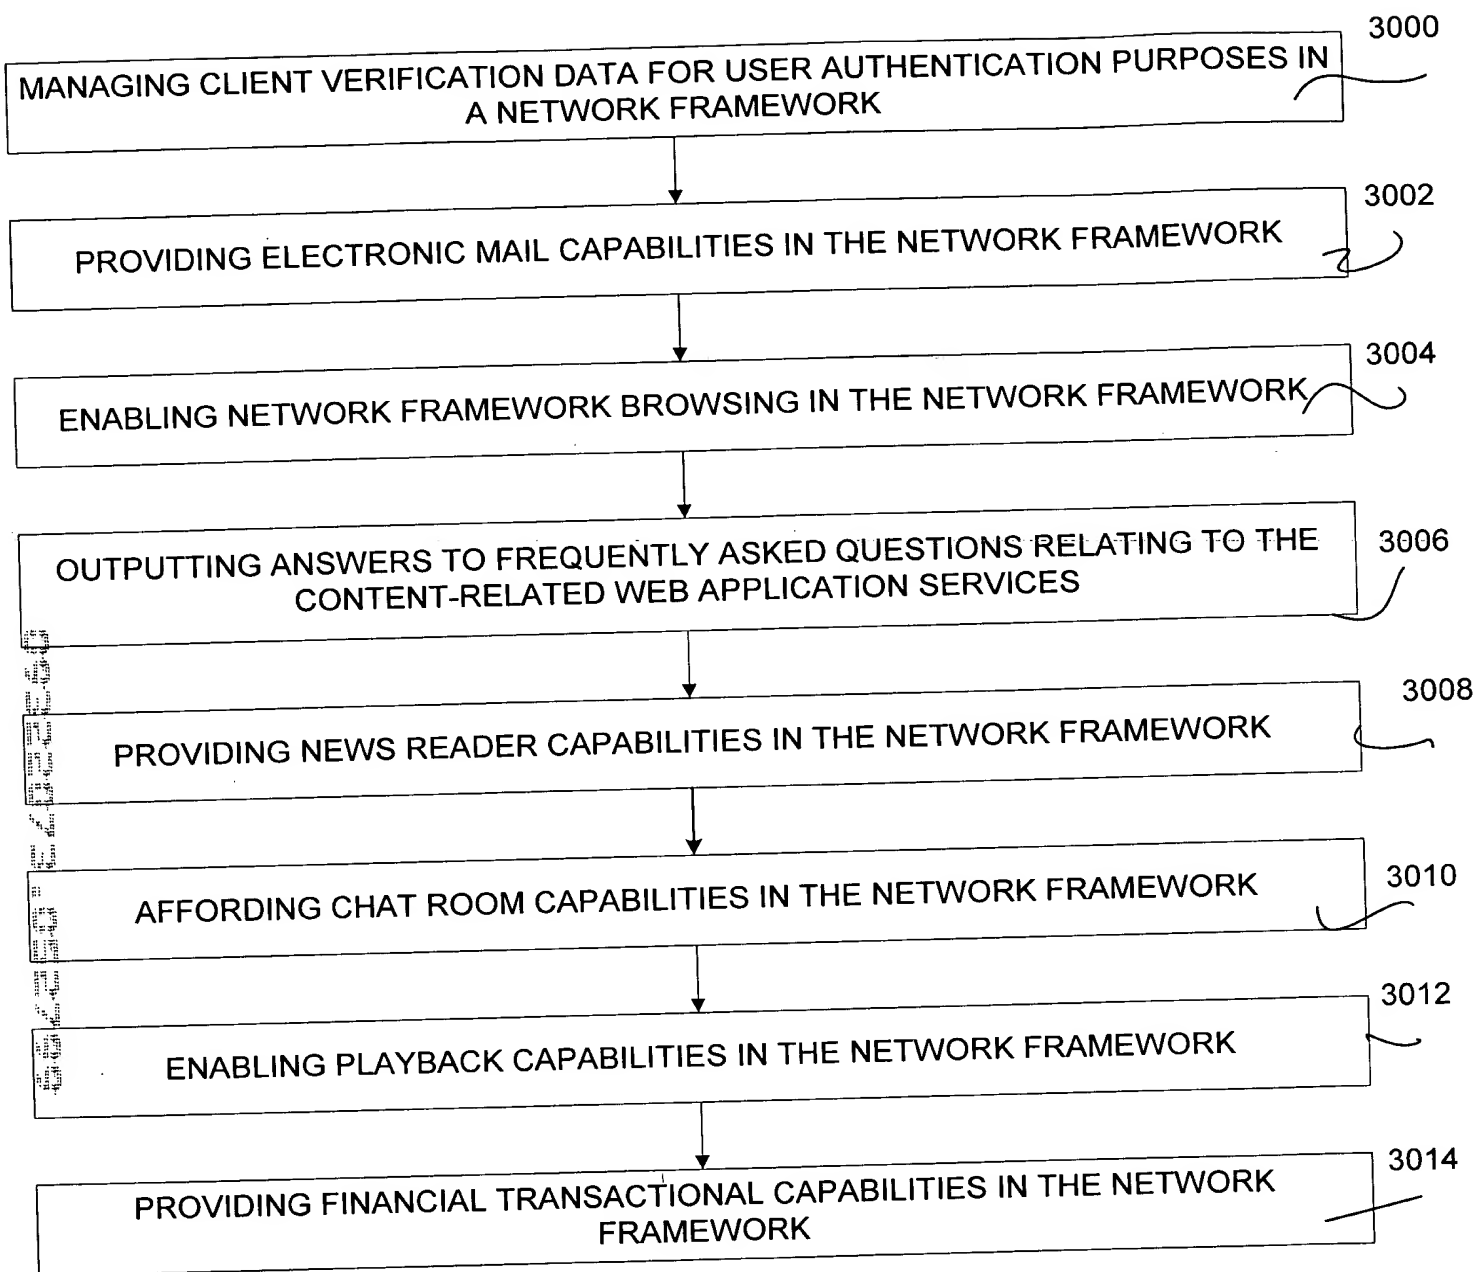 3000
MANAGING CLIENT VERIFICATION DATA FOR USER AUTHENTICATION PURPOSES IN
A NETWORK FRAMEWORK
3002
PROVIDING ELECTRONIC MAIL CAPABILITIES IN THE NETWORK FRAMEWORK
3004
ENABLING NETWORK FRAMEWORK BROWSING IN THE NETWORK FRAMEWORK
3006
OUTPUTTING ANSWERS TO FREQUENTLY ASKED QUESTIONS RELATING TO THE
CONTENT-RELATED WEB APPLICATION SERVICES
3008
PROVIDING NEWS READER CAPABILITIES IN THE NETWORK FRAMEWORK
3010
AFFORDING CHAT ROOM CAPABILITIES IN THE NETWORK FRAMEWORK
3012
ENABLING PLAYBACK CAPABILITIES IN THE NETWORK FRAMEWORK
3014
PROVIDING FINANCIAL TRANSACTIONAL CAPABILITIES IN THE NETWORK
FRAMEWORK